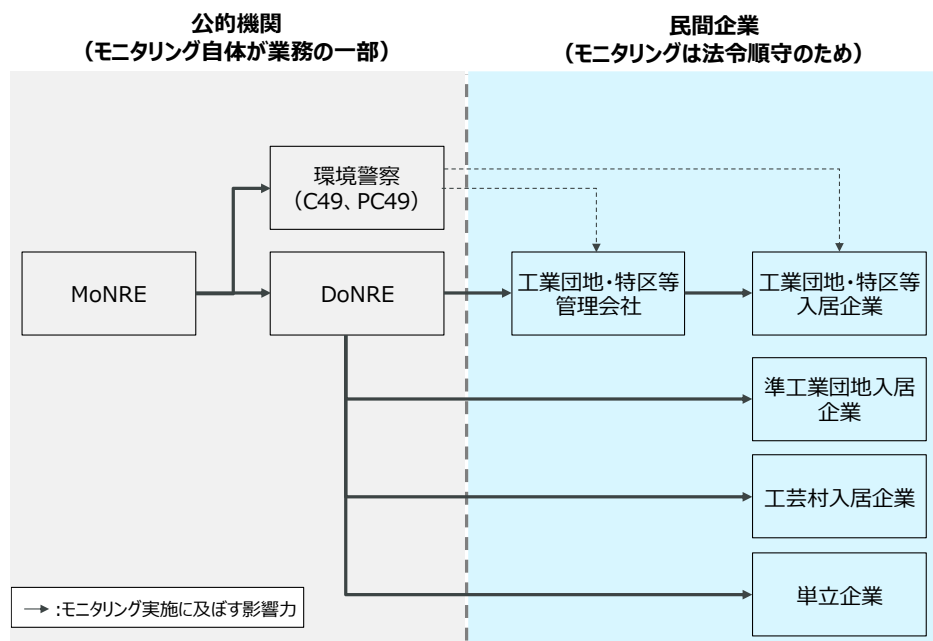 公的機関
（モニタリング自体が業務の一部）
民間企業
（モニタリングは法令順守のため）
環境警察
（C49、PC49）
MoNRE
DoNRE
工業団地・特区等
管理会社
工業団地・特区等
入居企業
準工業団地入居
企業
工芸村入居企業
単立企業
:モニタリング実施に及ぼす影響力